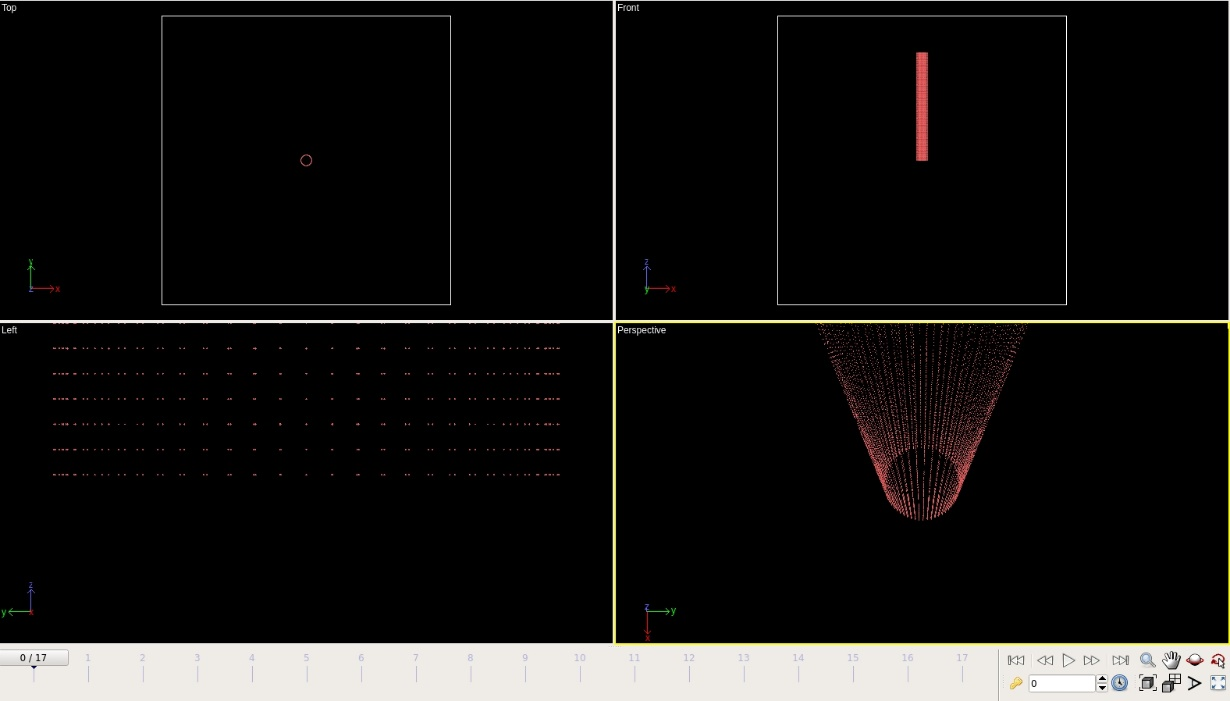 Top
y
z
x
Front
z
y
x
Left
z
y
x
Perspective
z
y
x
0 / 17
1
2
3
4
5
6
7
8
9
10
11
12
13
14
15
16
17
0